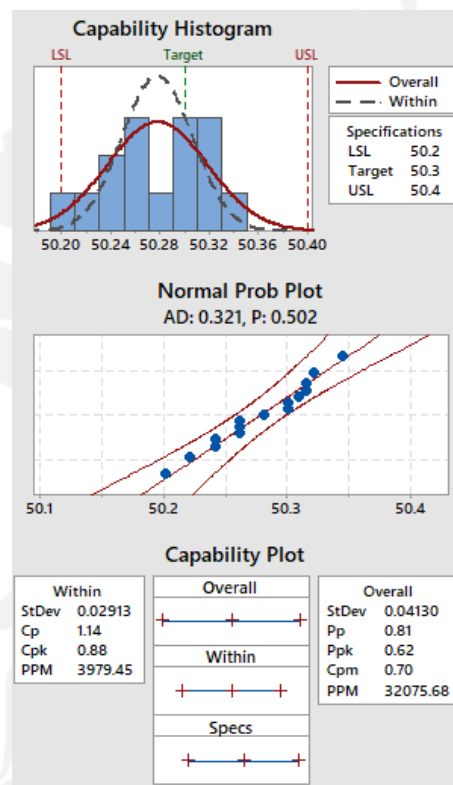 Capability Histogram
LSL Target USL
Overall
Within
Specifications
LSL 50.2
Target 50.3
USL 50.4
50.20 50.24 50.28 50.32 50.36 50.40
Normal Prob Plot
AD: 0.321, P: 0.502
50.1 50.2 50.3 50.4
Capability Plot
Within
StDev 0.02913
Cp 1.14
Cpk 0.88
PPM 3979.45
Overall
Within
Specs
Overall
StDev 0.04130
Pp 0.81
Ppk 0.62
Cpm 0.70
PPM 32075.68